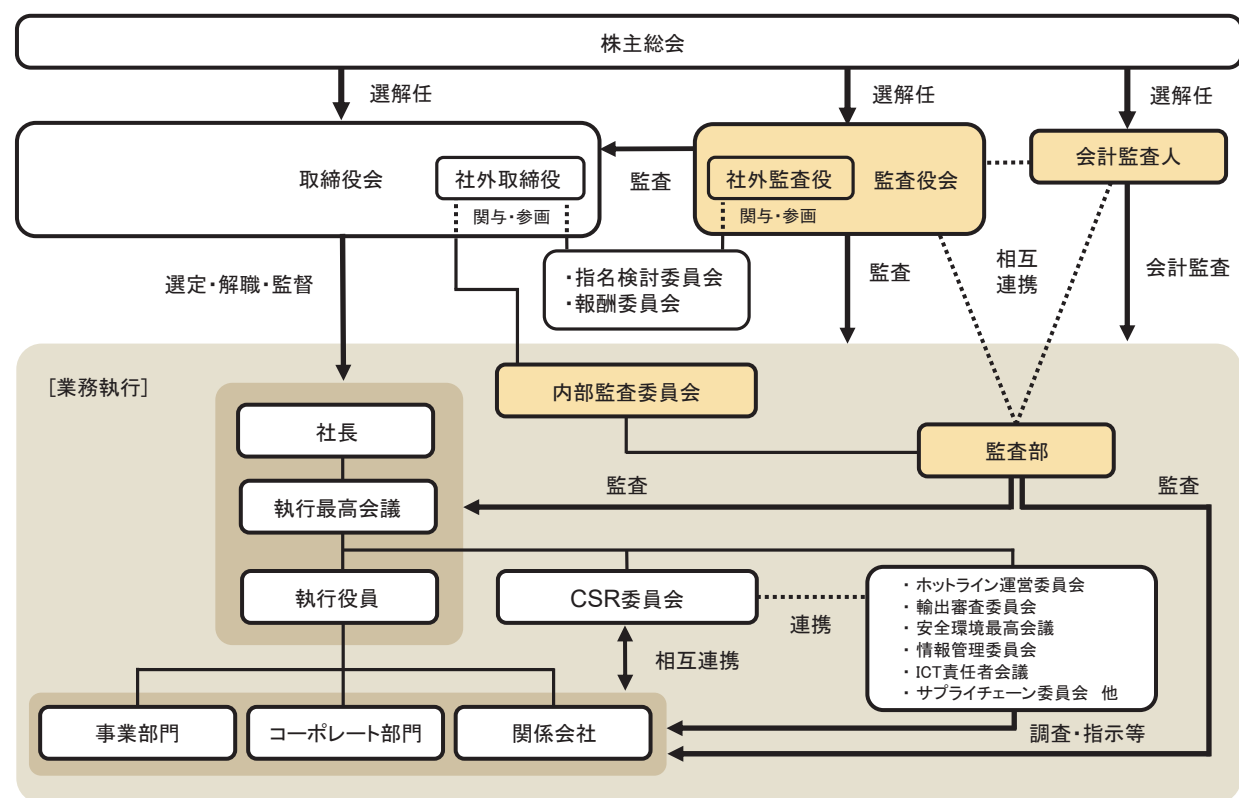 株主総会
選解任
選解任
選解任
取締役会
社外取締役
関与・参画
監査
社外監査役
監査役会
関与・参画
会計監査人
・指名検討委員会
・報酬委員会
選定・解職・監督
監査
相互
連携
会計監査
[業務執行]
内部監査委員会
社長
監査部
執行最高会議
監査
監査
執行役員
CSR委員会
連携
・ ホットライン運営委員会
・ 輸出審査委員会
・ 安全環境最高会議
・ 情報管理委員会
・ ICT責任者会議
・ サプライチェーン委員会 他
相互連携
事業部門
コーポレート部門
関係会社
調査・指示等